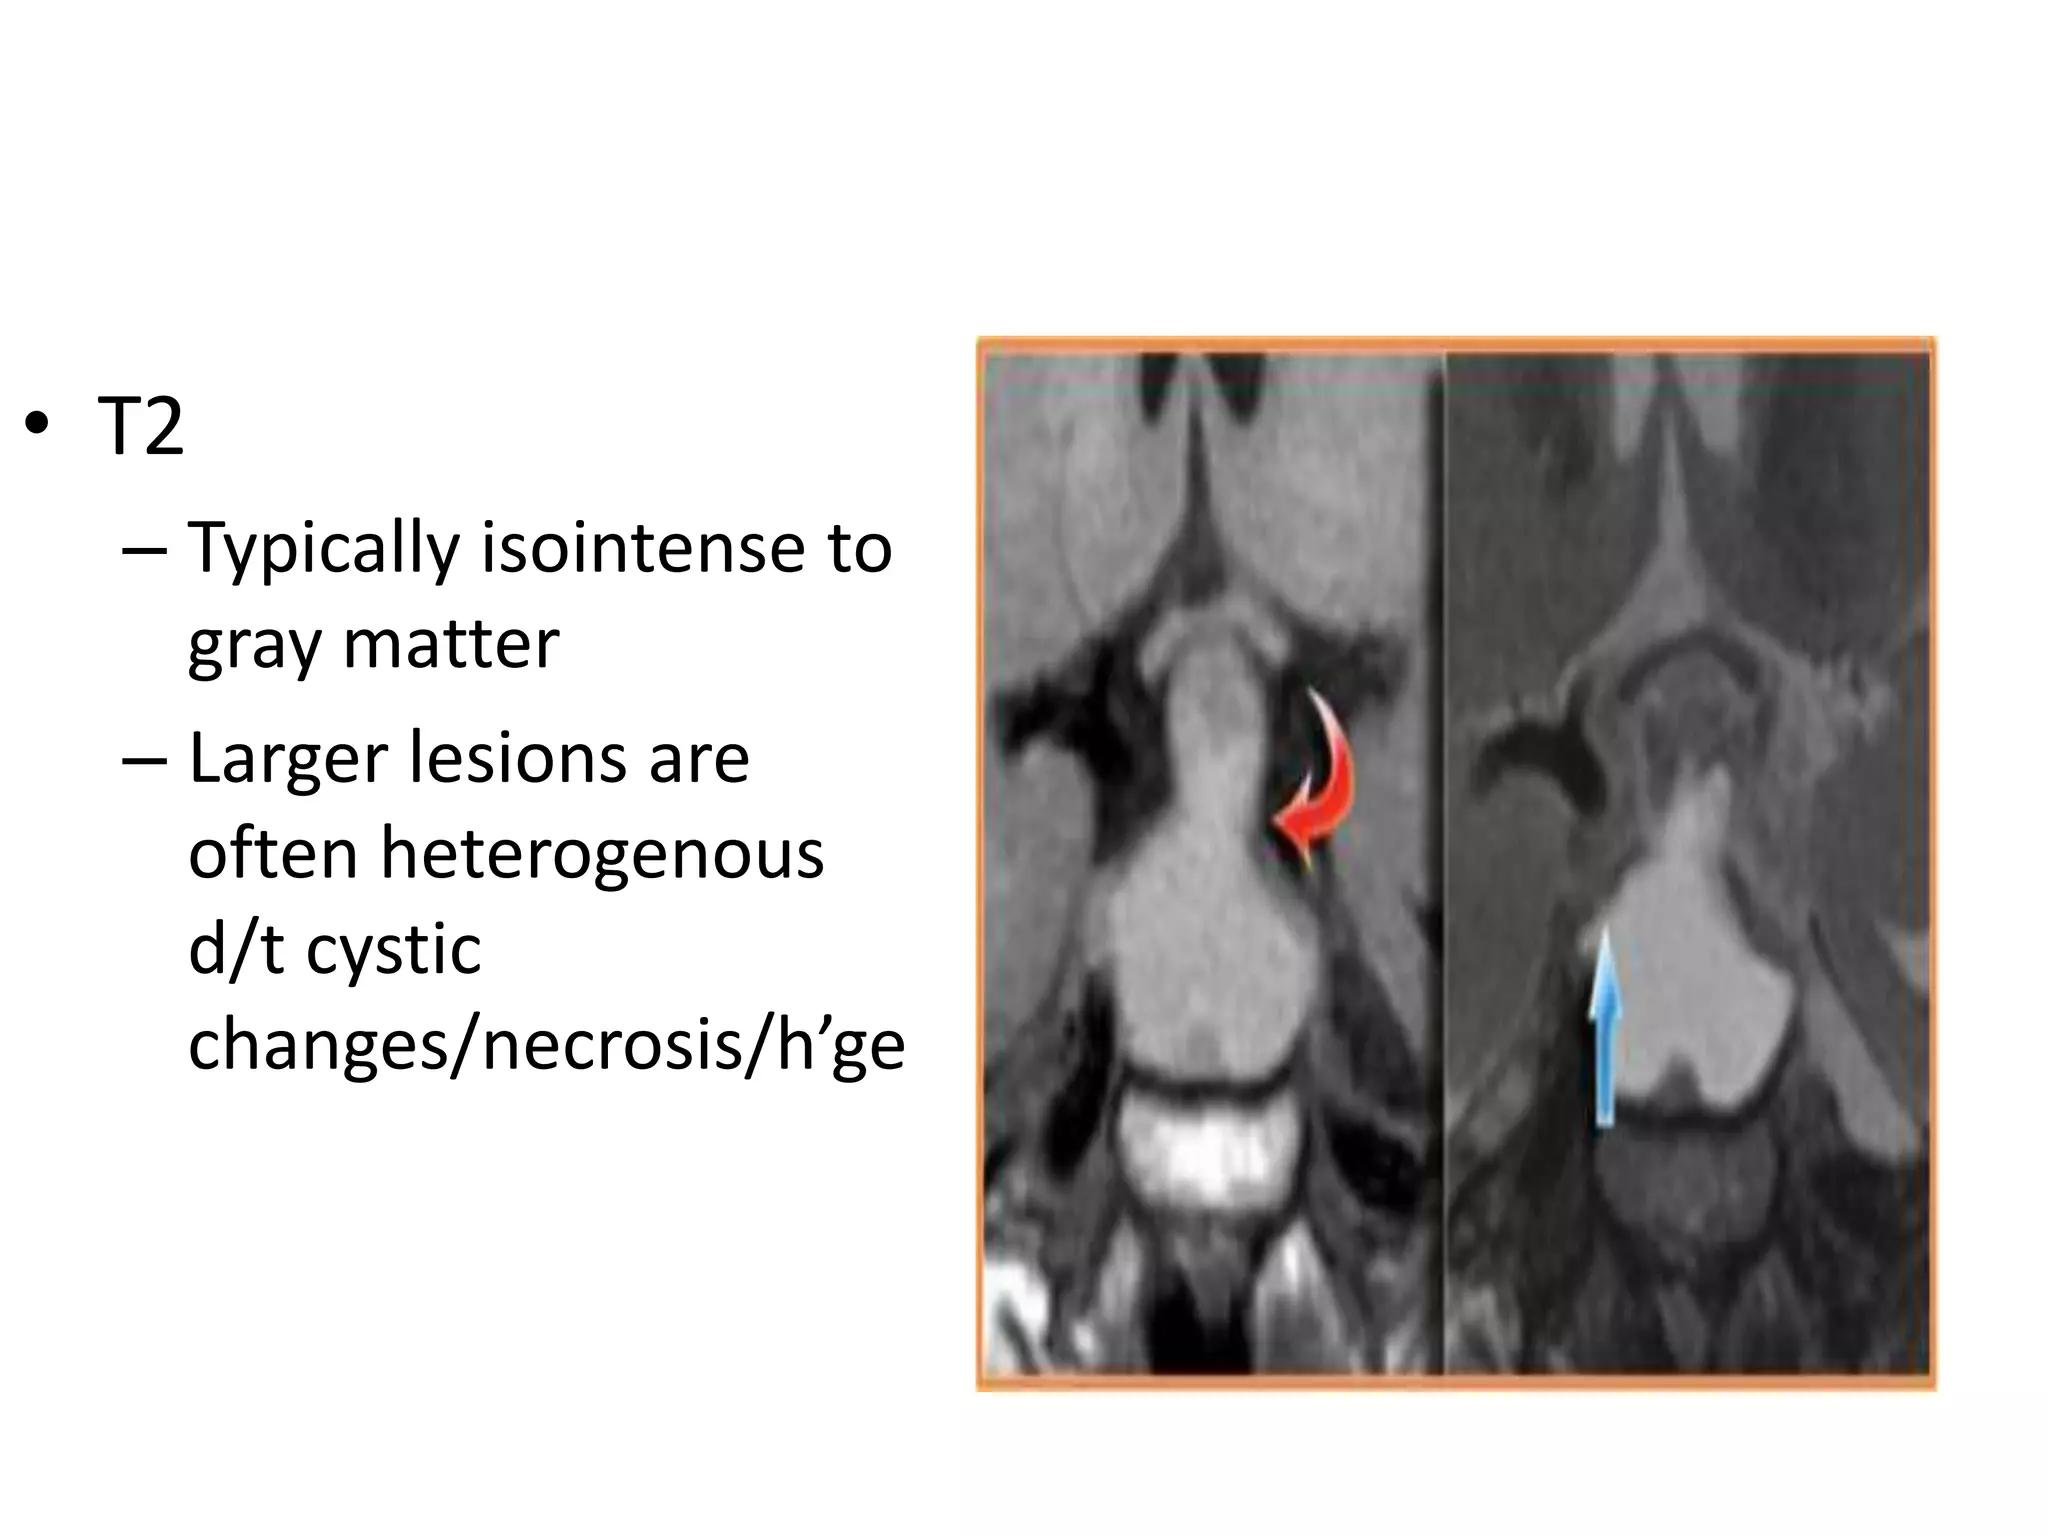 • T2
– Typically isointense to
gray matter
– Larger lesions are
often heterogenous
d/t cystic
changes/necrosis/h’ge